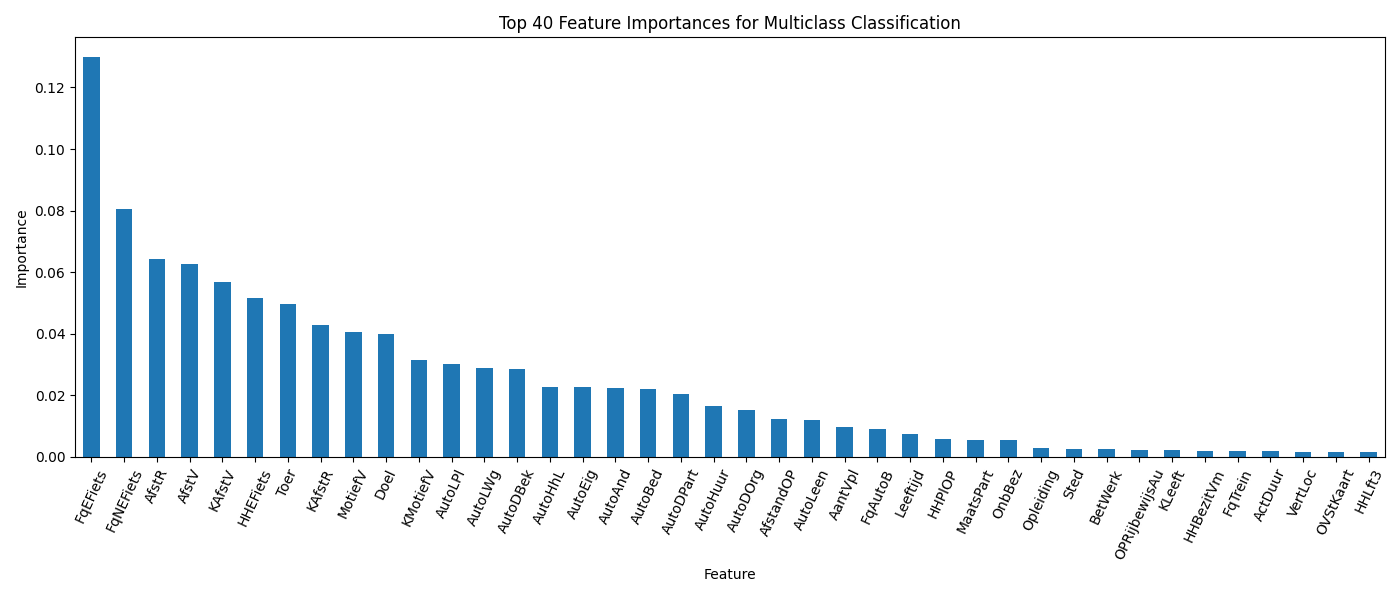 Top 40 Feature Importances for Multiclass Classification
Importance
0.12
0.10
0.08
0.06
0.04
0.02
0.00
FqEFiets
FqNEFiets
AfstR
AfstV
KAfstV
HHEFiets
Toer
KAfstR
MotiefV
Doel
KMotiefV
AutoLPl
AutoLWg
AutoDBek
AutoHhL
AutoEig
AutoAnd
AutoBed
AutoDPart
AutoHuur
AutoDOrg
AfstandOP
AutoLeen
AantVpl
FqAutoB
Leeftijd
HHPlOP
MaatsPart
OnbBez
Opleiding
Sted
BetWerk
OPRijbewijsAu
KLeeft
HHBezitVm
FqTrein
ActDuur
VertLoc
OVStKaart
HHLft3
Feature